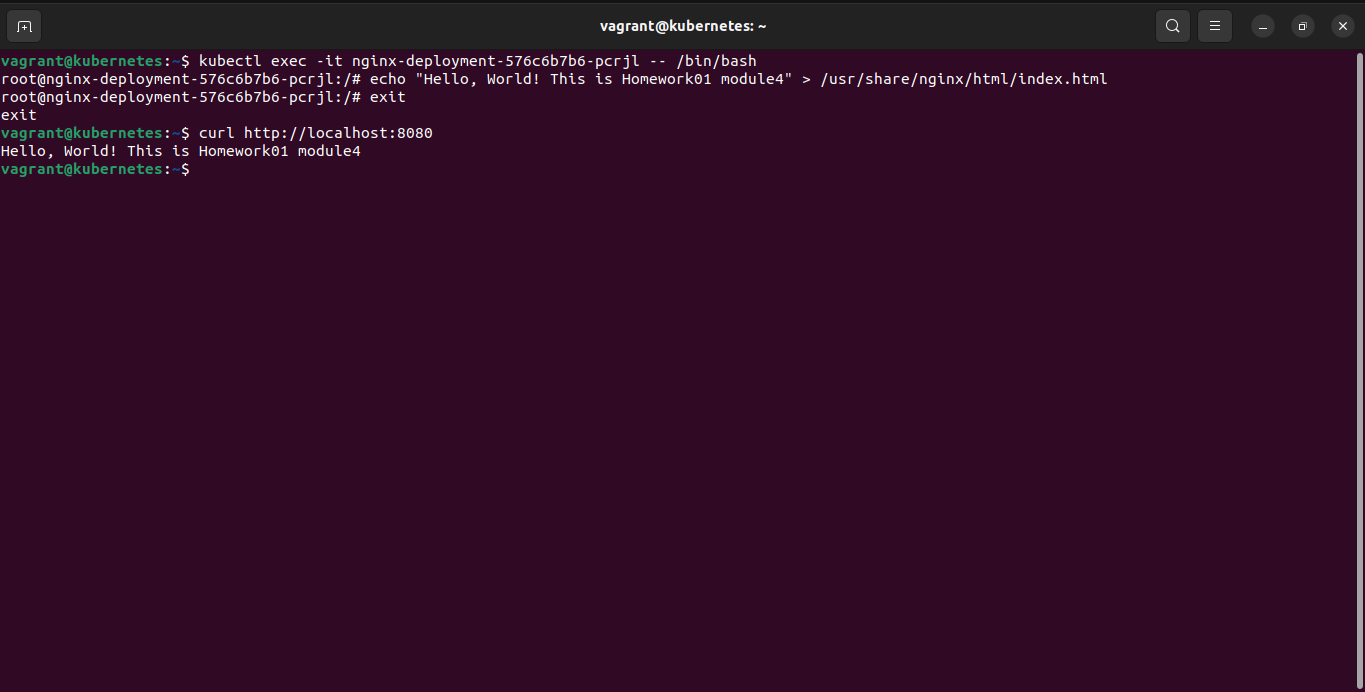 vagrant@kubernetes: ~
vagrant@kubernetes:~$ kubectl exec -it nginx-deployment-576c6b7b6-pcrjl -- /bin/bash
root@nginx-deployment-576c6b7b6-pcrjl:/# echo "Hello, World! This is Homework01 module4" > /usr/share/nginx/html/index.html
root@nginx-deployment-576c6b7b6-pcrjl:/# exit
exit
vagrant@kubernetes:~$ curl http://localhost:8080
Hello, World! This is Homework01 module4
vagrant@kubernetes:~$